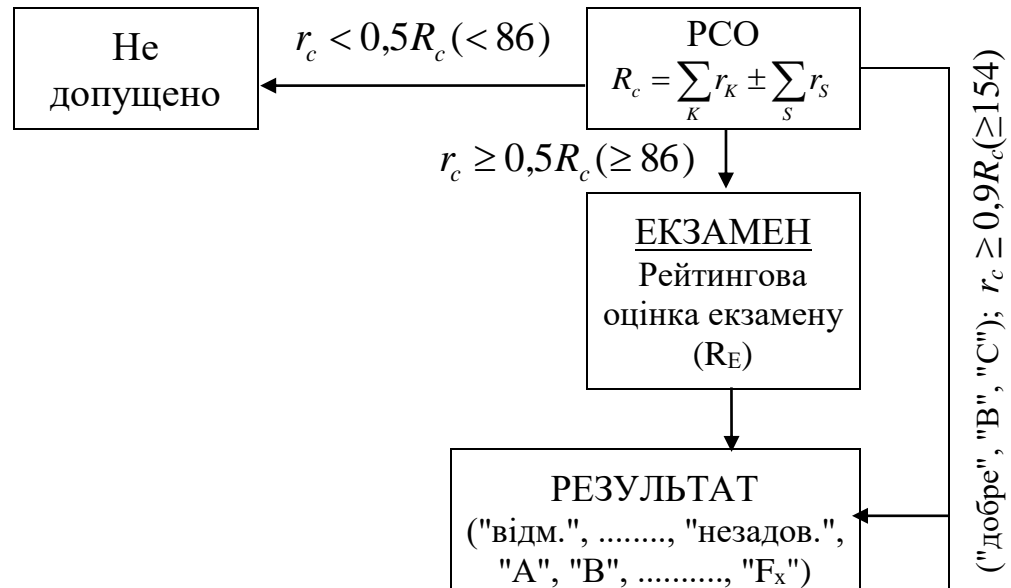 Не
допущено
r_c < 0,5R_c (< 86)
РСО
R_c = ∑_K r_K ± ∑_S r_S
r_c ≥ 0,5R_c (≥ 86)
ЕКЗАМЕН
Рейтингова
оцінка екзамену
(R_E)
РЕЗУЛЬТАТ
("відм.", ........, "незадов.",
"A", "B", .........., "F_x")
("добре", "B", "C"); r_c ≥ 0,9R_c(≥154)